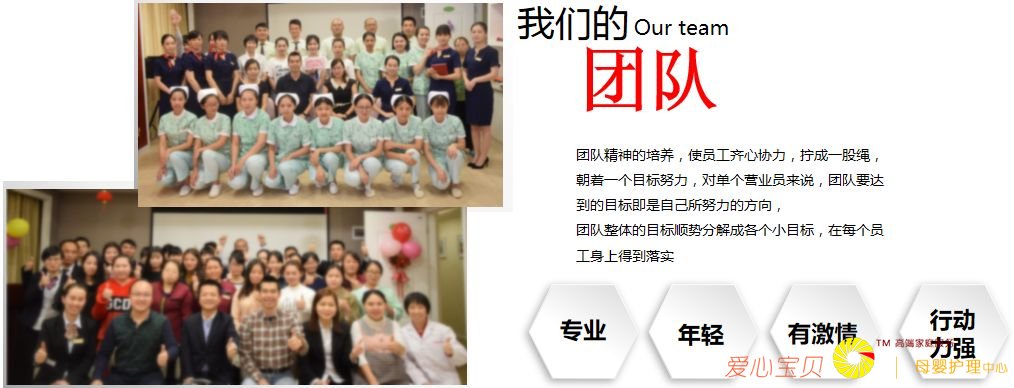 我们的 Our team
团队
团队精神的培养，使员工齐心协力，拧成一股绳，
朝着一个目标努力，对单个营业员来说，团队要达
到的目标即是自己所努力的方向，
团队整体的目标顺势分解成各个小目标，在每个员
工身上得到落实
专业
年轻
有激情
行动
力强
爱心宝贝
TM 高端家庭
母婴护理中心